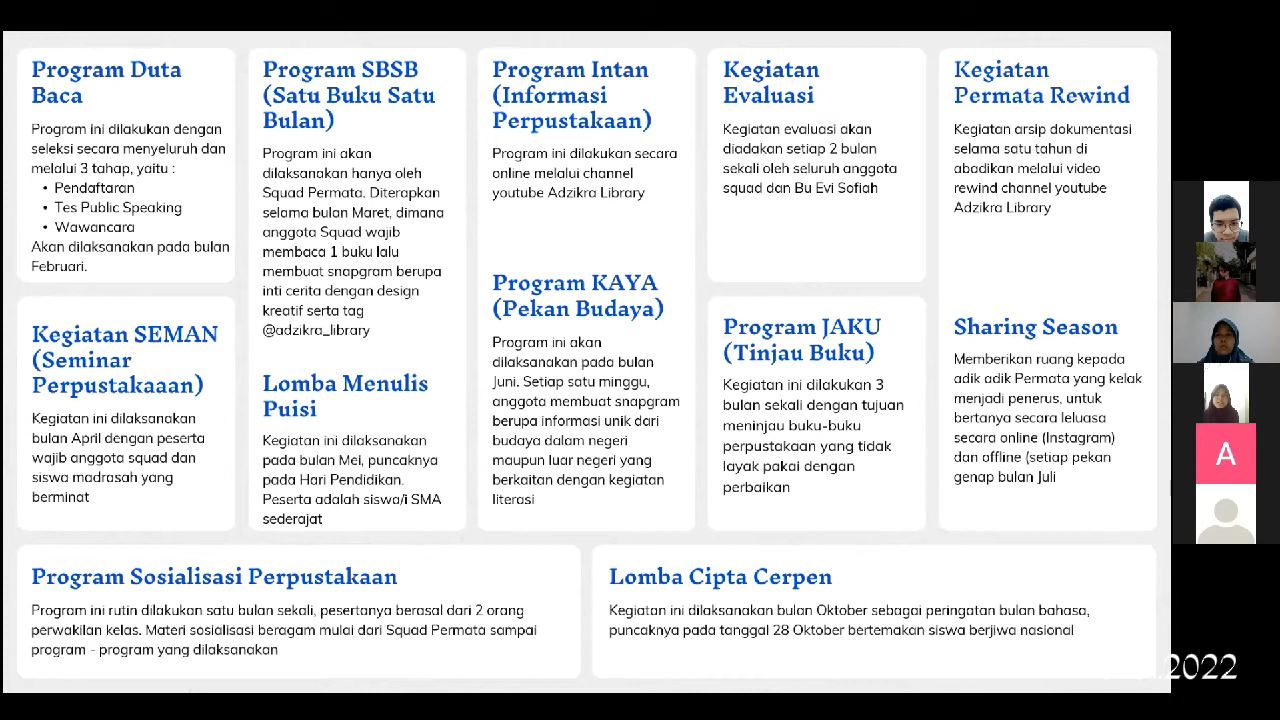 Program Duta
Baca
Program ini dilakukan dengan
seleksi secara menyeluruh dan
melalui 3 tahap, yaitu :
• Pendaftaran
• Tes Public Speaking
• Wawancara
Akan dilaksanakan pada bulan
Februari.
Kegiatan SEMAN
(Seminar
Perpustakaaan)
Kegiatan ini dilaksanakan
bulan April dengan peserta
wajib anggota squad dan
siswa madrasah yang
berminat
Program SBSB
(Satu Buku Satu
Bulan)
Program ini akan
dilaksanakan hanya oleh
Squad Permata. Diterapkan
selama bulan Maret, dimana
anggota Squad wajib
membaca 1 buku lalu
membuat snapgram berupa
inti cerita dengan design
kreatif serta tag
@adzikra_library
Lomba Menulis
Puisi
Kegiatan ini dilaksanakan
pada bulan Mei, puncaknya
pada Hari Pendidikan.
Peserta adalah siswa/i SMA
sederajat
Program Intan
(Informasi
Perpustakaan)
Program ini dilakukan secara
online melalui channel
youtube Adzikra Library
Program KAYA
(Pekan Budaya)
Program ini akan
dilaksanakan pada bulan
Juni. Setiap satu minggu,
anggota membuat snapgram
berupa informasi unik dari
budaya dalam negeri
maupun luar negeri yang
berkaitan dengan kegiatan
literasi
Kegiatan
Evaluasi
Kegiatan evaluasi akan
diadakan setiap 2 bulan
sekali oleh seluruh anggota
squad dan Bu Evi Sofiah
Program JAKU
(Tinjau Buku)
Kegiatan ini dilakukan 3
bulan sekali dengan tujuan
meninjau buku-buku
perpustakaan yang tidak
layak pakai dengan
perbaikan
Kegiatan
Permata Rewind
Kegiatan arsip dokumentasi
selama satu tahun di
abadikan melalui video
rewind channel youtube
Adzikra Library
Sharing Season
Memberikan ruang kepada
adik adik Permata yang kelak
menjadi penerus, untuk
bertanya secara leluasa
secara online (Instagram)
dan offline (setiap pekan
genap bulan Juli
Program Sosialisasi Perpustakaan
Program ini rutin dilakukan satu bulan sekali, pesertanya berasal dari 2 orang
perwakilan kelas. Materi sosialisasi beragam mulai dari Squad Permata sampai
program - program yang dilaksanakan
Lomba Cipta Cerpen
Kegiatan ini dilaksanakan bulan Oktober sebagai peringatan bulan bahasa,
puncaknya pada tanggal 28 Oktober bertemakan siswa berjiwa nasional
A
2022